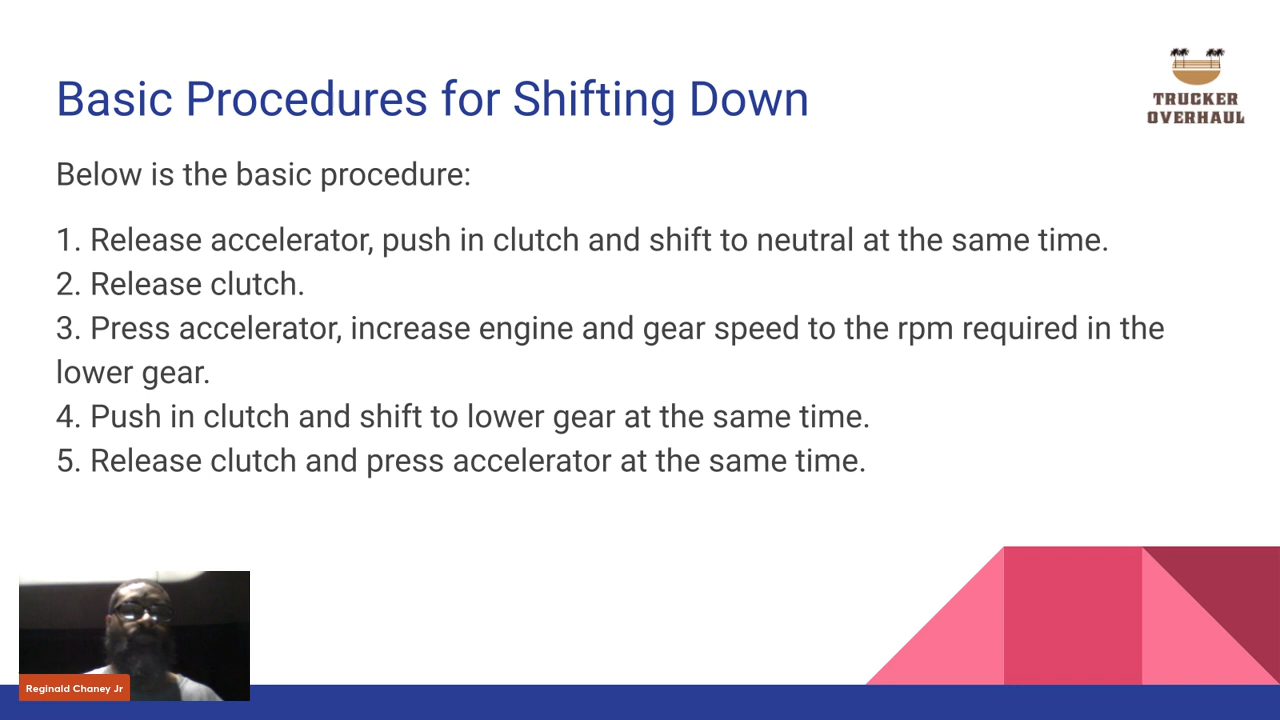 Basic Procedures for Shifting Down
TRUCKER
OVERHAUL
Below is the basic procedure:
1. Release accelerator, push in clutch and shift to neutral at the same time.
2. Release clutch.
3. Press accelerator, increase engine and gear speed to the rpm required in the
lower gear.
4. Push in clutch and shift to lower gear at the same time.
5. Release clutch and press accelerator at the same time.
Reginald Chaney Jr